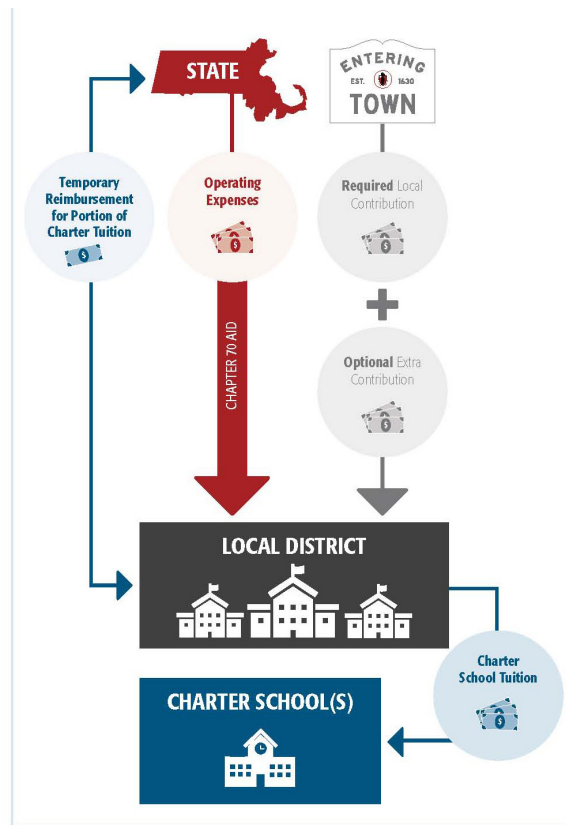 STATE
ENTERING
EST. 1630
TOWN
Temporary
Reimbursement
for Portion of
Charter Tuition
$
Operating
Expenses
$
Required Local
Contribution
$
CHAPTER 70 AID
Optional Extra
Contribution
$
LOCAL DISTRICT
Charter
School Tuition
$
CHARTER SCHOOL(S)